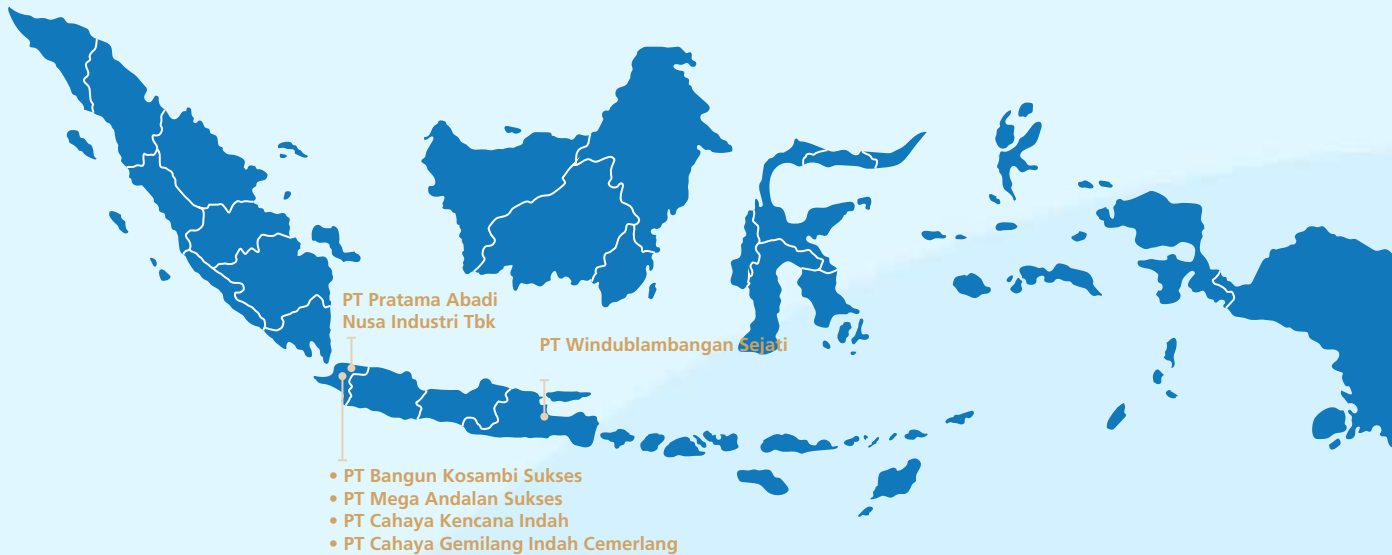 PT Pratama Abadi
Nusa Industri Tbk
PT Windublambangan Sejati
• PT Bangun Kosambi Sukses
• PT Mega Andalan Sukses
• PT Cahaya Kencana Indah
• PT Cahaya Gemilang Indah Cemerlang